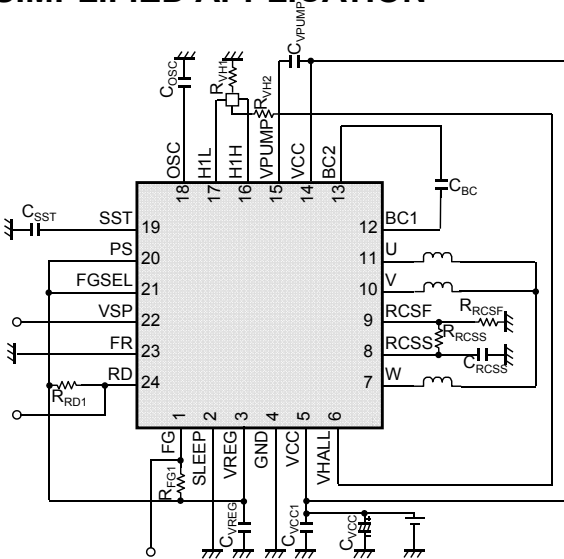 SIMPLIFIED APPLICATION
CVPUMP
COSC
RVH1
RVH2
OSC
H1L
H1H
VPUMP
VCC
BC2
18
17
16
15
14
13
CBC
CSST
SST
19
12
BC1
PS
20
11
U
FGSEL
21
10
V
VSP
22
9
RCSF
RRCSF
RRCSS
FR
23
8
RCSS
CRCSS
RD
24
7
W
RRD1
1
2
3
4
5
6
FG
SLEEP
VREG
GND
VCC
VHALL
RFG1
CVREG
CVCC1
CVCC